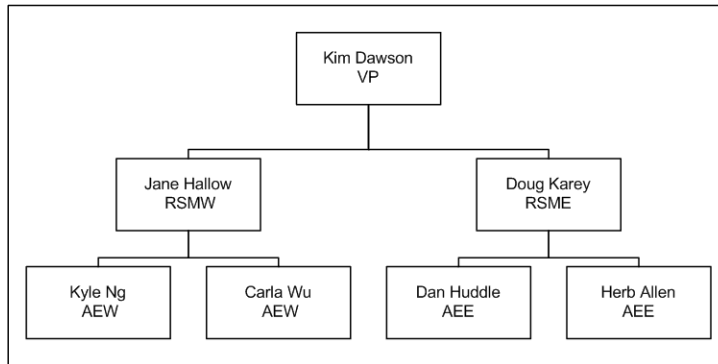 Kim Dawson
VP
Jane Hallow
RSMW
Doug Karey
RSME
Kyle Ng
AEW
Carla Wu
AEW
Dan Huddle
AEE
Herb Allen
AEE